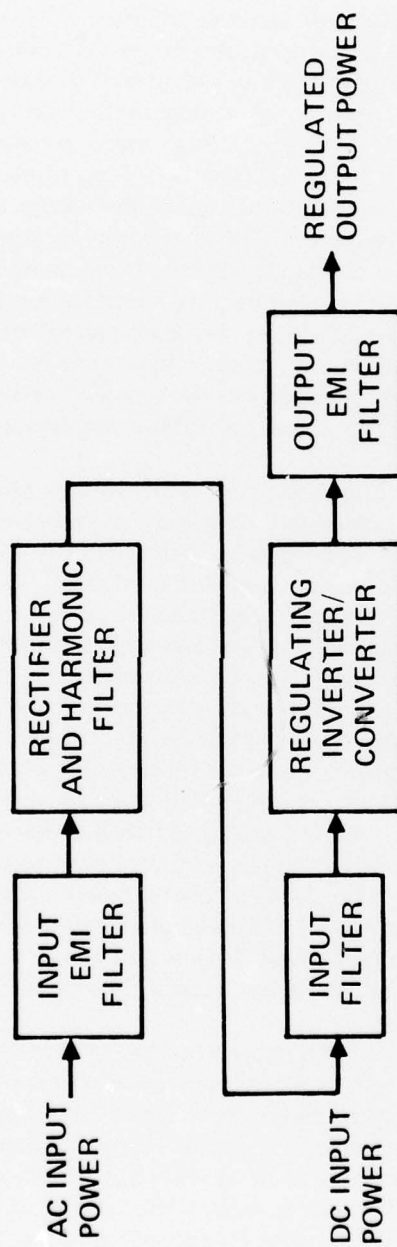 AC INPUT
POWER
INPUT
EMI
FILTER
RECTIFIER
AND HARMONIC
FILTER
DC INPUT
POWER
INPUT
FILTER
REGULATING
INVERTER/
CONVERTER
OUTPUT
EMI
FILTER
REGULATED
OUTPUT POWER